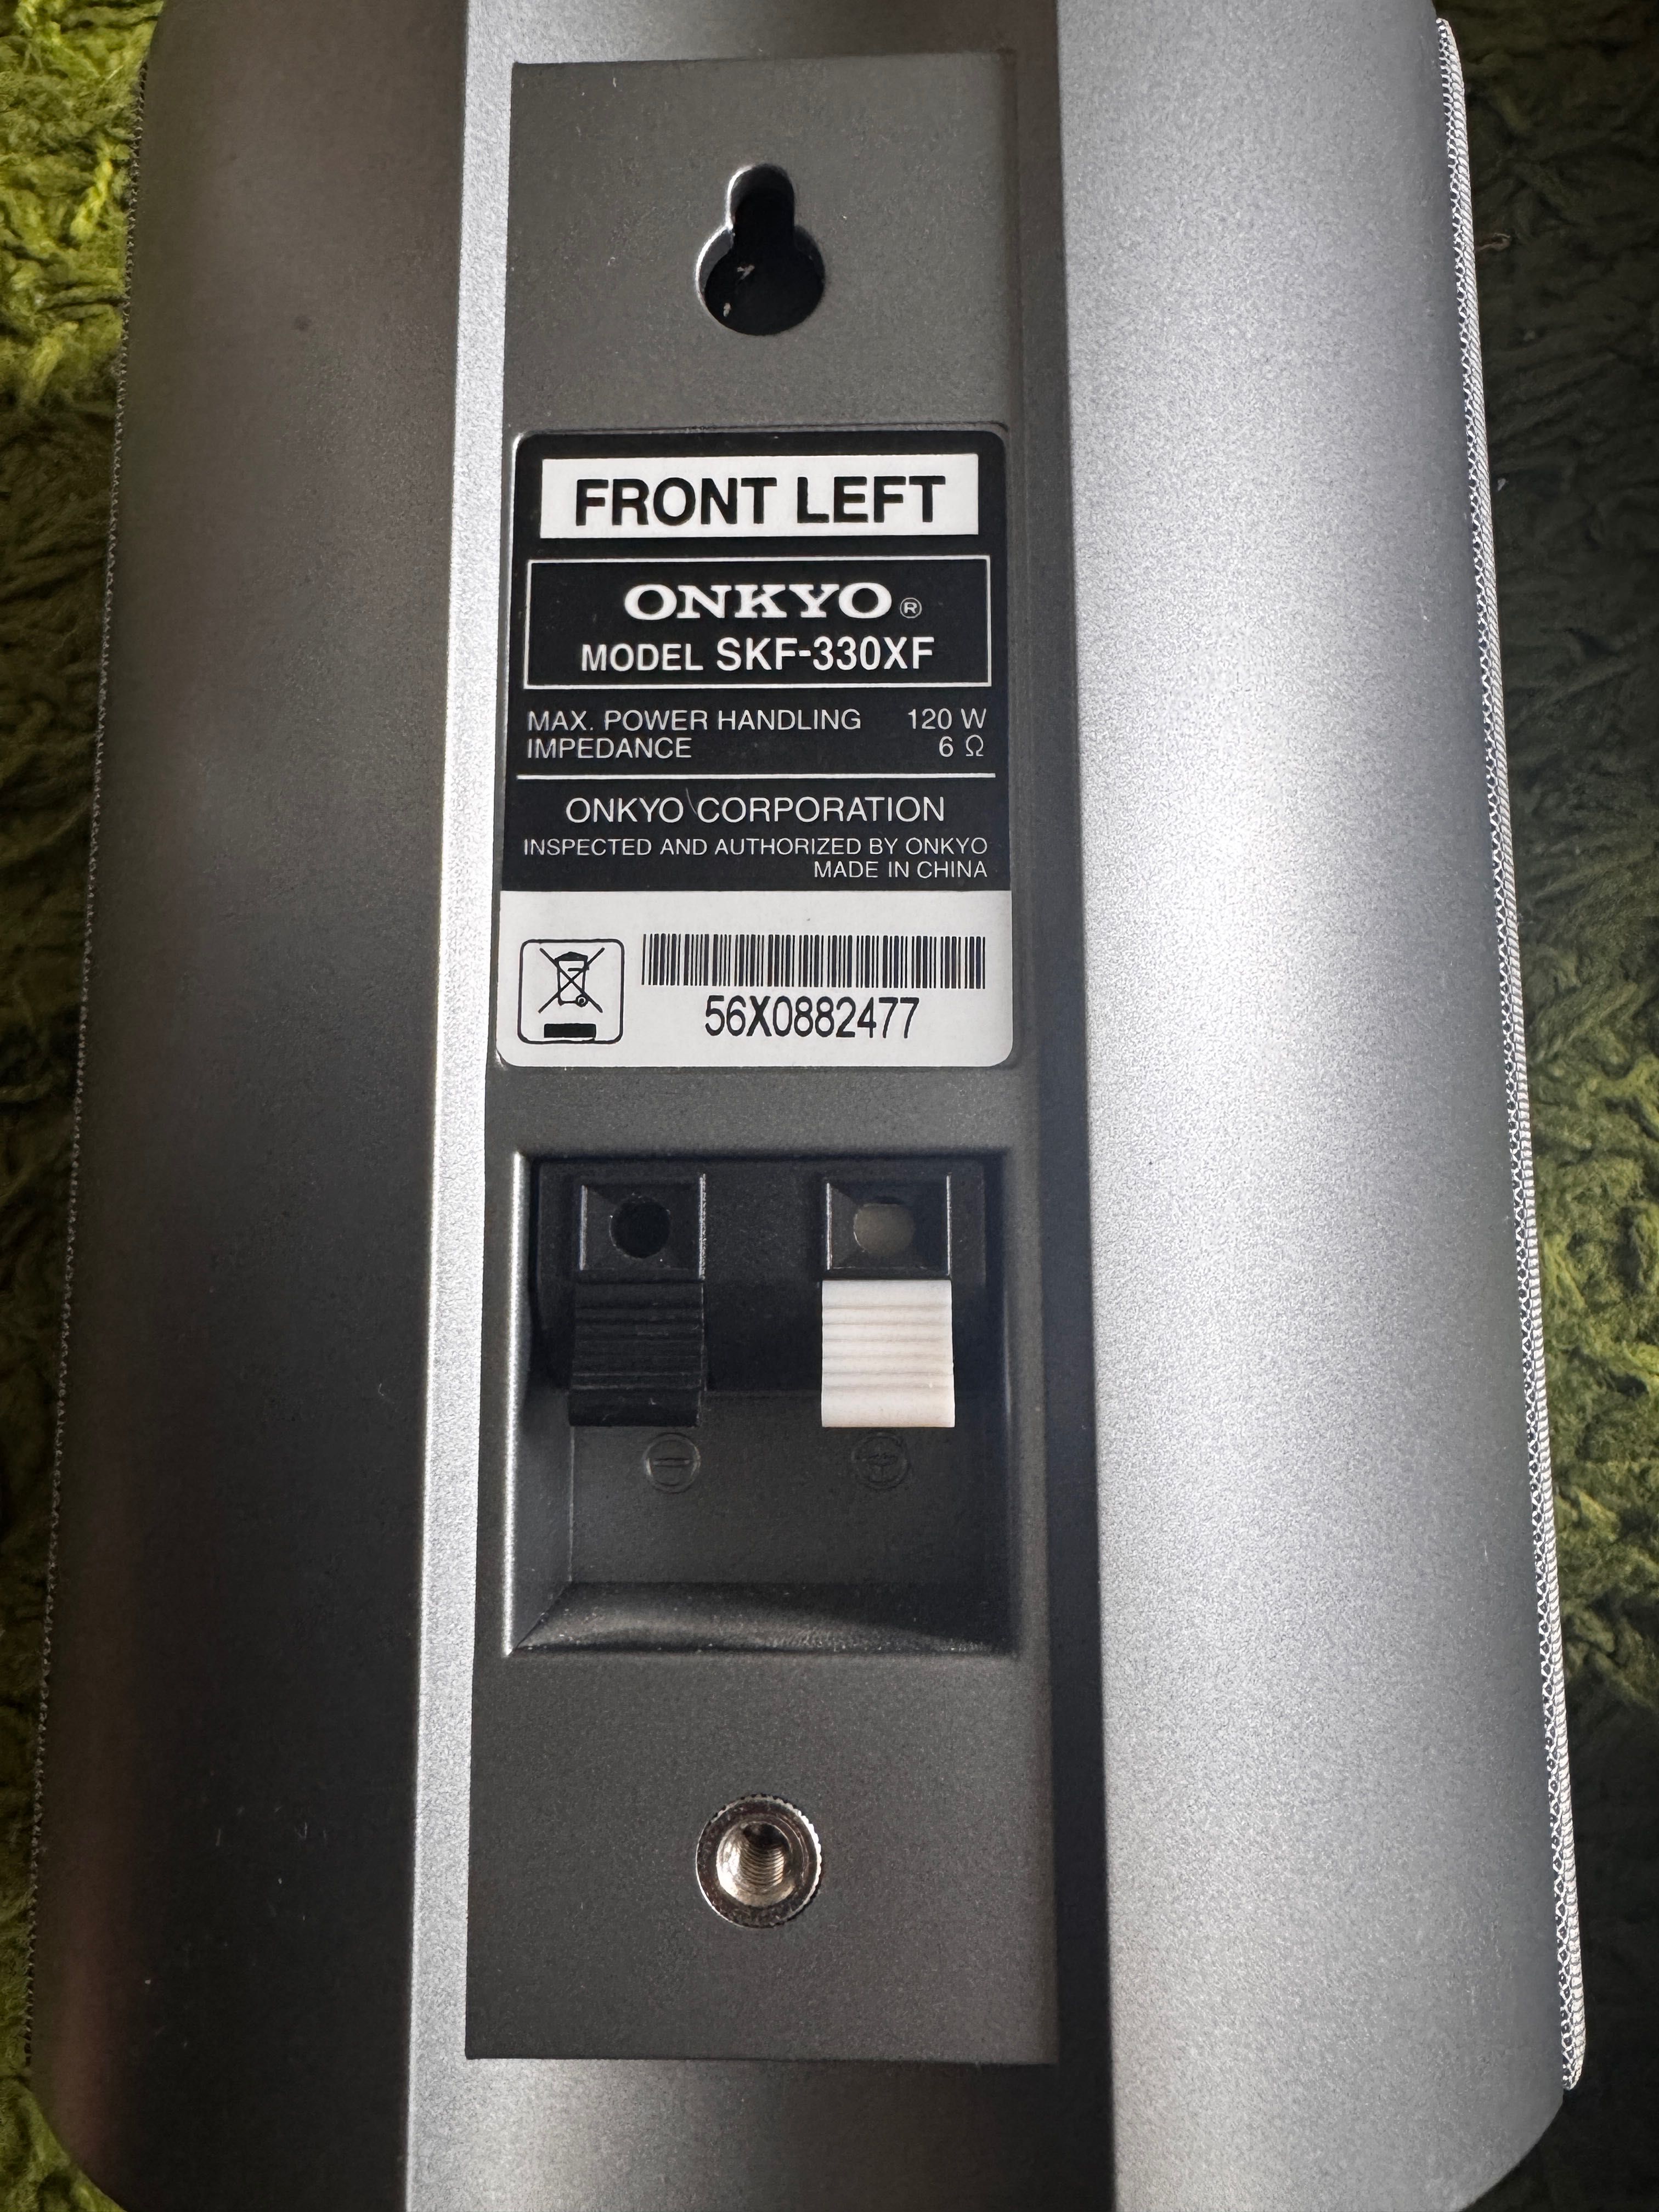 FRONT LEFT
ONKYO®
MODEL SKF-330XF
MAX. POWER HANDLING 120 W
IMPEDANCE 6 Ω
ONKYO CORPORATION
INSPECTED AND AUTHORIZED BY ONKYO
MADE IN CHINA
56X0882477
⊖ ⊕